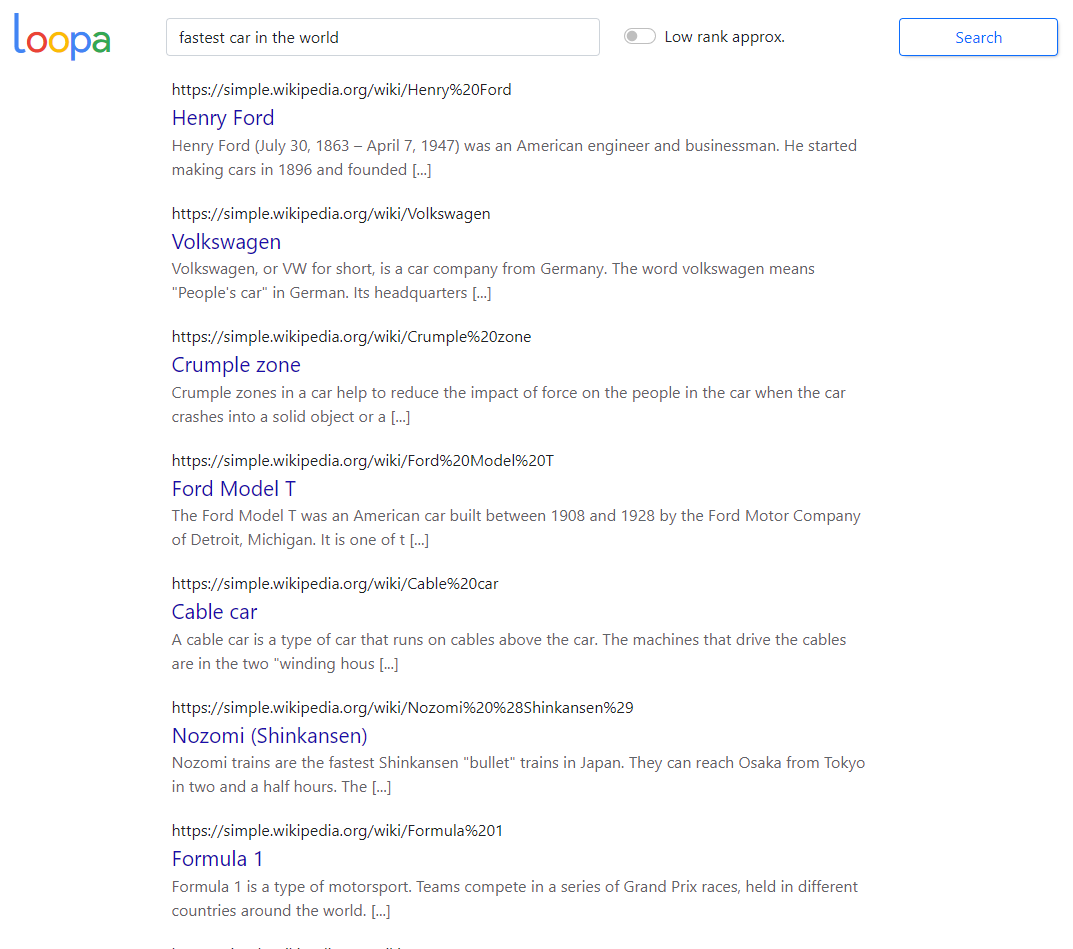 loopa
fastest car in the world
Low rank approx.
Search
https://simple.wikipedia.org/wiki/Henry%20Ford
Henry Ford
Henry Ford (July 30, 1863 – April 7, 1947) was an American engineer and businessman. He started
making cars in 1896 and founded [...]
https://simple.wikipedia.org/wiki/Volkswagen
Volkswagen
Volkswagen, or VW for short, is a car company from Germany. The word volkswagen means
"People's car" in German. Its headquarters [...]
https://simple.wikipedia.org/wiki/Crumple%20zone
Crumple zone
Crumple zones in a car help to reduce the impact of force on the people in the car when the car
crashes into a solid object or a [...]
https://simple.wikipedia.org/wiki/Ford%20Model%20T
Ford Model T
The Ford Model T was an American car built between 1908 and 1928 by the Ford Motor Company
of Detroit, Michigan. It is one of t [...]
https://simple.wikipedia.org/wiki/Cable%20car
Cable car
A cable car is a type of car that runs on cables above the car. The machines that drive the cables
are in the two "winding hous [...]
https://simple.wikipedia.org/wiki/Nozomi%20%28Shinkansen%29
Nozomi (Shinkansen)
Nozomi trains are the fastest Shinkansen "bullet" trains in Japan. They can reach Osaka from Tokyo
in two and a half hours. The [...]
https://simple.wikipedia.org/wiki/Formula%201
Formula 1
Formula 1 is a type of motorsport. Teams compete in a series of Grand Prix races, held in different
countries around the world. [...]